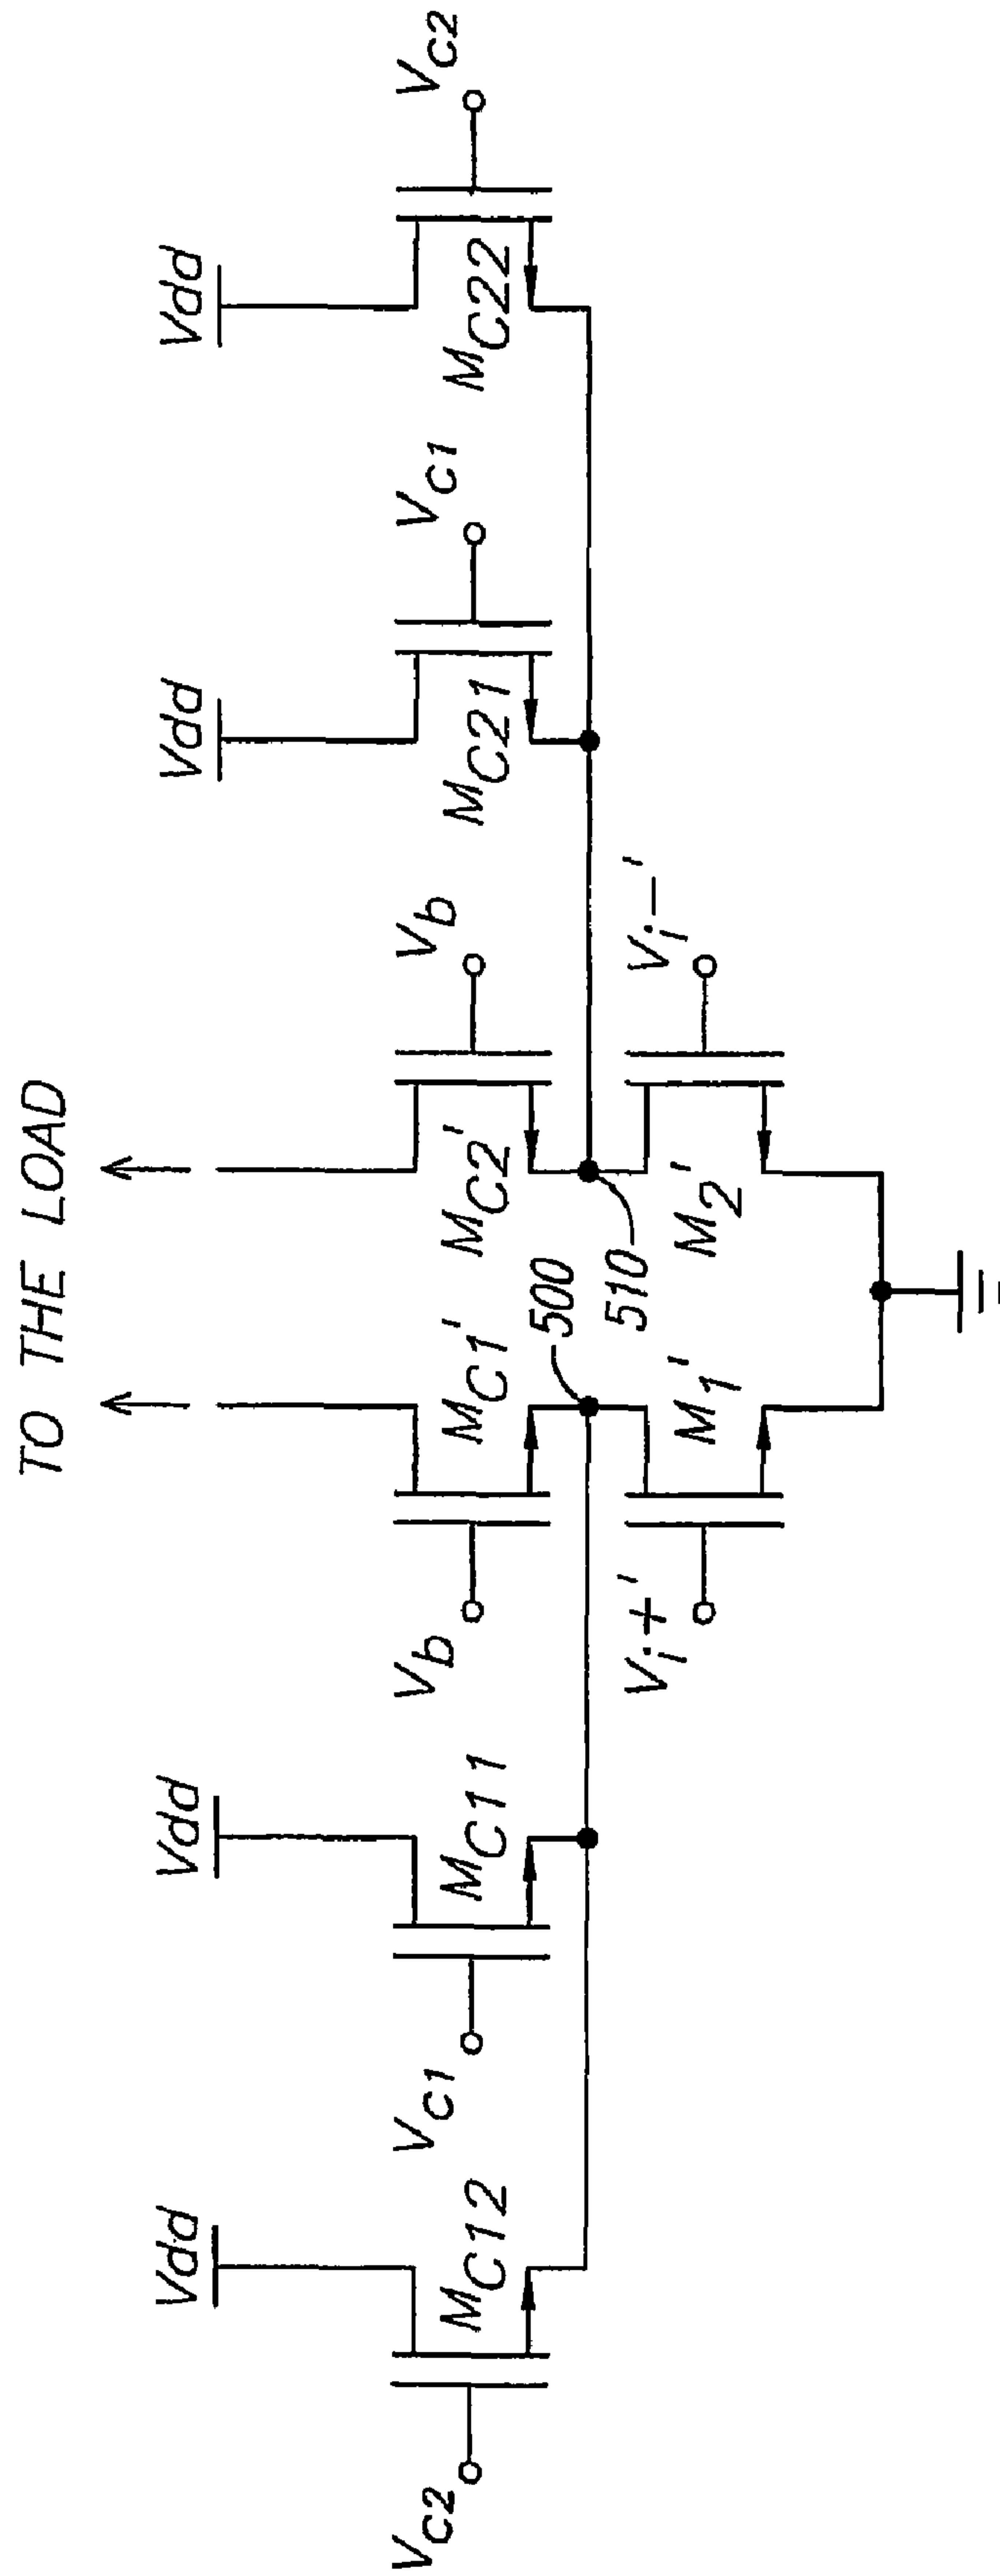 TO THE LOAD
Vdd
Vdd
Vdd
Vdd
VC2
MC12
VC1
MC11
Vb
MC1'
MC2'
Vb
MC21
VC1
MC22
VC2
500
510
Vi+'
M1'
M2'
Vi-'